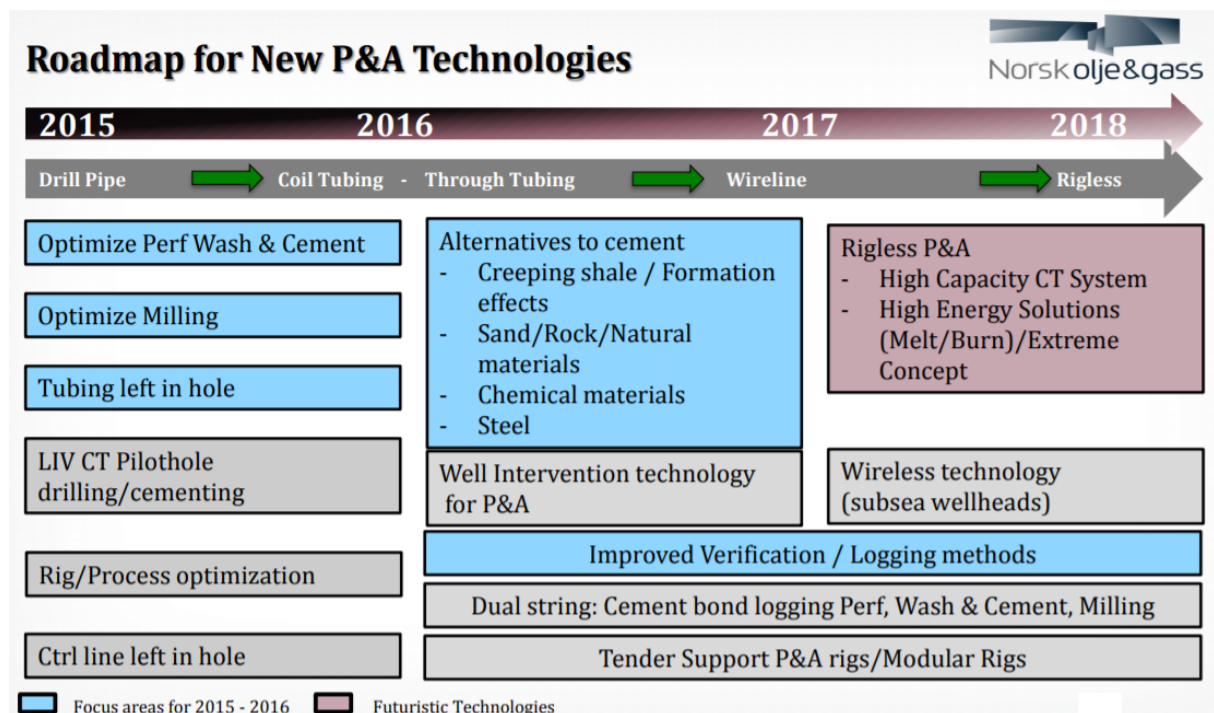 Roadmap for New P&A Technologies
Norsk olje&gass
2015 2016 2017 2018
Drill Pipe Coil Tubing - Through Tubing Wireline Rigless
Optimize Perf Wash & Cement
Optimize Milling
Tubing left in hole
LIV CT Pilothole
drilling/cementing
Rig/Process optimization
Ctrl line left in hole
Alternatives to cement
- Creeping shale / Formation
effects
- Sand/Rock/Natural
materials
- Chemical materials
- Steel
Well Intervention technology
for P&A
Rigless P&A
- High Capacity CT System
- High Energy Solutions
(Melt/Burn)/Extreme
Concept
Wireless technology
(subsea wellheads)
Improved Verification / Logging methods
Dual string: Cement bond logging Perf, Wash & Cement, Milling
Tender Support P&A rigs/Modular Rigs
Focus areas for 2015 - 2016 Futuristic Technologies